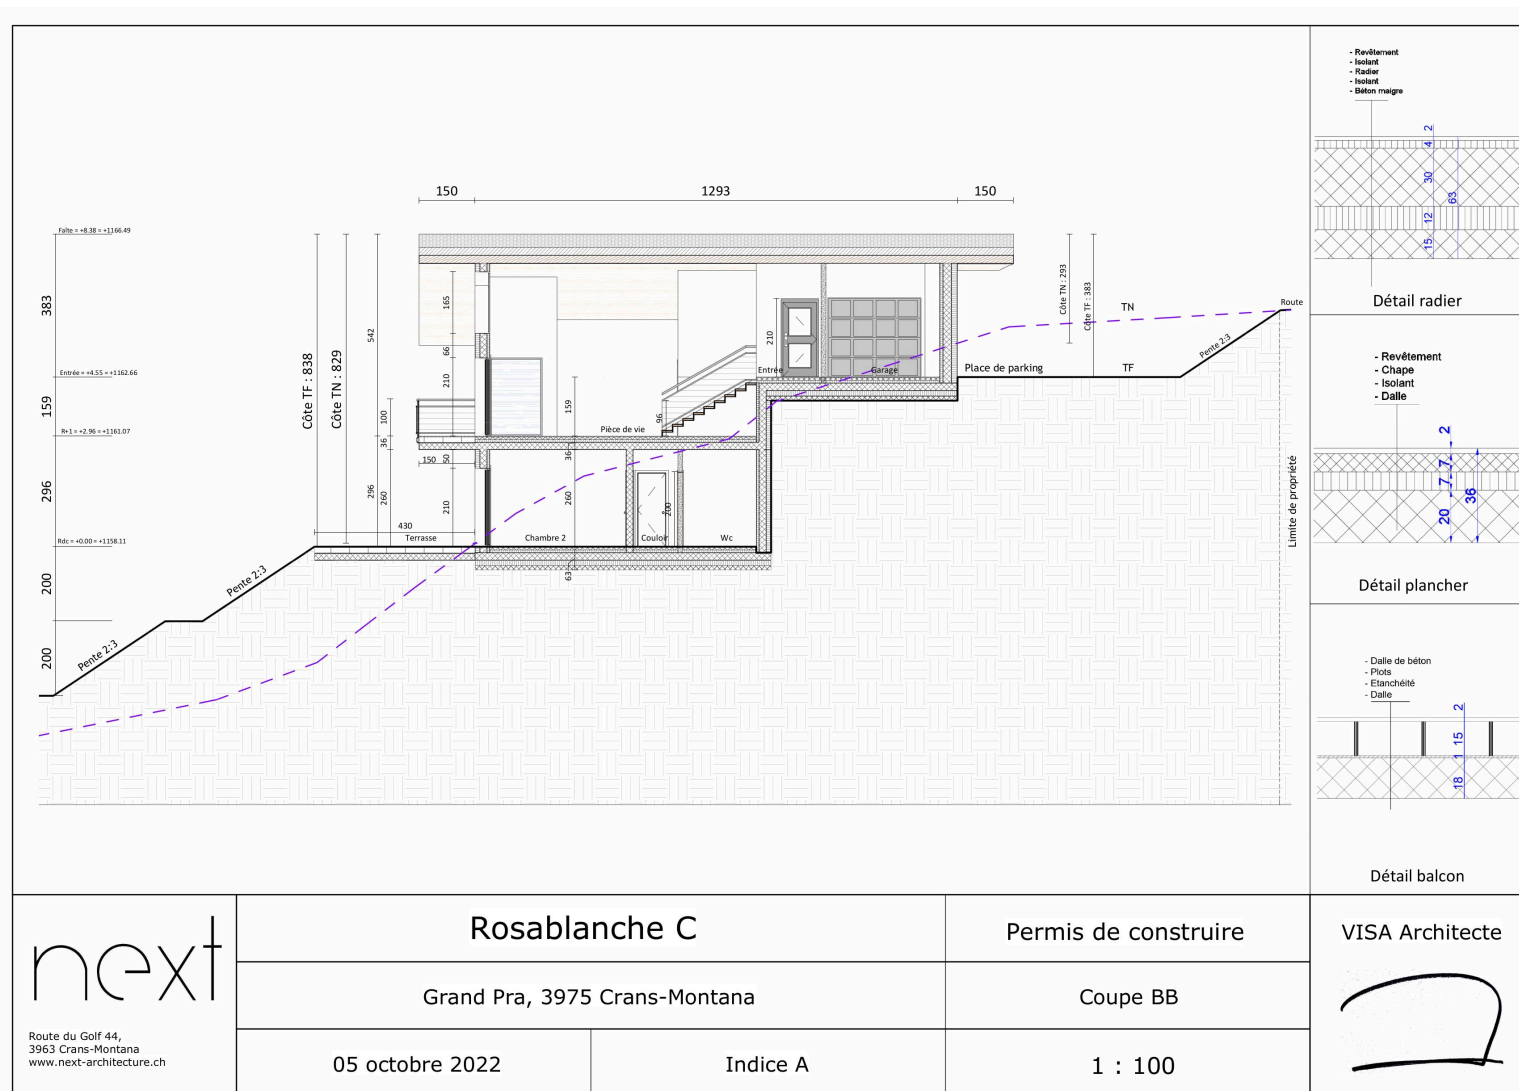 - Revêtement
- Isolant
- Radier
- Isolant
- Béton maigre
2
4
30
63
12
15
Détail radier
150
1293
150
Faîte = +8.38 = +1166.49
383
Côte TF : 838
Côte TN : 829
542
165
66
210
210
Côte TN : 293
Côte TF : 383
TN
Route
Pente 2:3
Entrée
Garage
Place de parking
TF
Entrée = +4.55 = +1162.66
159
100
159
96
Pièce de vie
R+1 = +2.96 = +1161.07
36
36
150
50
296
296
260
210
260
200
430
Terrasse
Chambre 2
Couloir
Wc
Rdc = +0.00 = +1158.11
63
200
Pente 2:3
200
Pente 2:3
Limite de propriété
- Revêtement
- Chape
- Isolant
- Dalle
2
7
7
36
20
Détail plancher
- Dalle de béton
- Plots
- Etanchéité
- Dalle
2
15
1
18
Détail balcon
next
Route du Golf 44,
3963 Crans-Montana
www.next-architecture.ch
Rosablanche C
Permis de construire
VISA Architecte
Grand Pra, 3975 Crans-Montana
Coupe BB
05 octobre 2022
Indice A
1 : 100